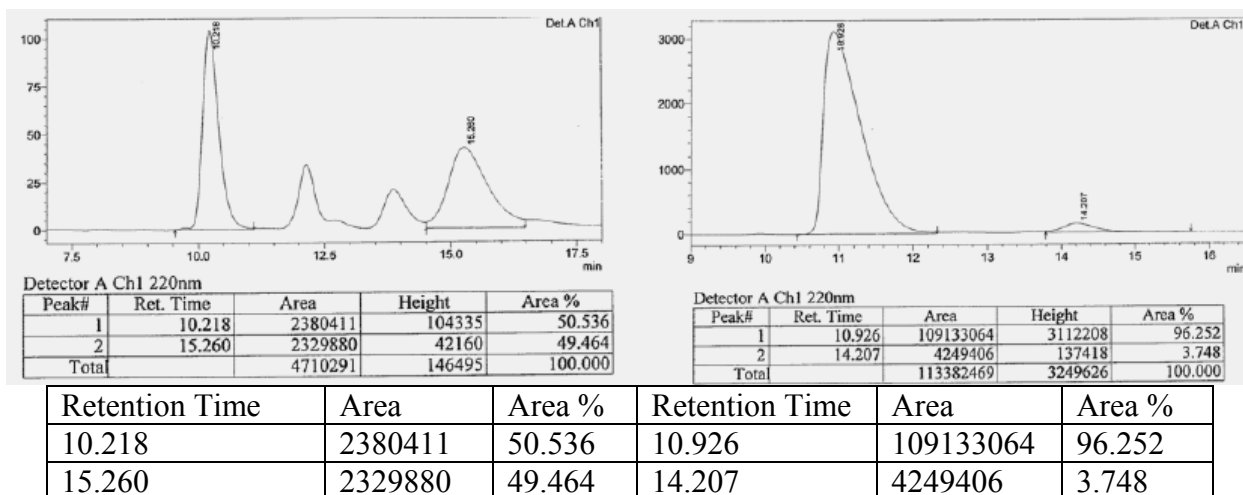 Det.A Ch1
100
75
50
25
0
10.218
15.260
7.5 10.0 12.5 15.0 17.5
min
Detector A Ch1 220nm
Peak# Ret. Time Area Height Area %
1 10.218 2380411 104335 50.536
2 15.260 2329880 42160 49.464
Total 4710291 146495 100.000
Det.A Ch1
3000
2000
1000
0
10.926
14.207
9 10 11 12 13 14 15 16
min
Detector A Ch1 220nm
Peak# Ret. Time Area Height Area %
1 10.926 109133064 3112208 96.252
2 14.207 4249406 137418 3.748
Total 113382469 3249626 100.000
Retention Time Area Area % Retention Time Area Area %
10.218 2380411 50.536 10.926 109133064 96.252
15.260 2329880 49.464 14.207 4249406 3.748